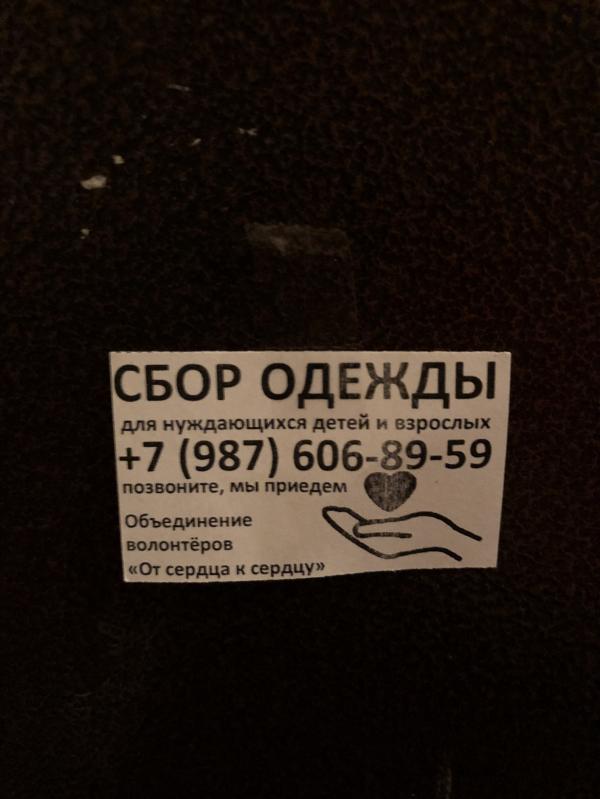 СБОР ОДЕЖДЫ
для нуждающихся детей и взрослых
+7 (987) 606-89-59
позвоните, мы приедем
Объединение
волонтёров
«От сердца к сердцу»